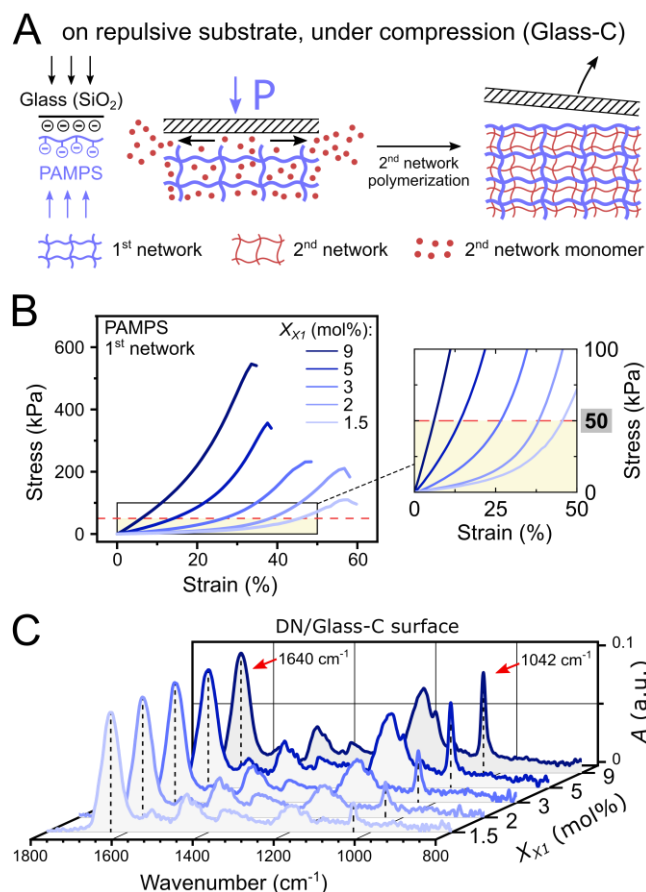 A
on repulsive substrate, under compression (Glass-C)
Glass (SiO₂)
PAMPS
P
2ⁿᵈ network
polymerization
1ˢᵗ network
2ⁿᵈ network
2ⁿᵈ network monomer
B
PAMPS
1ˢᵗ network
X_X1 (mol%):
9
5
3
2
1.5
600
400
200
0
Stress (kPa)
0 20 40 60
Strain (%)
100
50
0
Stress (kPa)
0 25 50
Strain (%)
C
DN/Glass-C surface
1640 cm⁻¹
1042 cm⁻¹
0.1
0
A (a.u.)
9
5
3
2
1.5
X_X1 (mol%)
1800 1600 1400 1200 1000 800
Wavenumber (cm⁻¹)